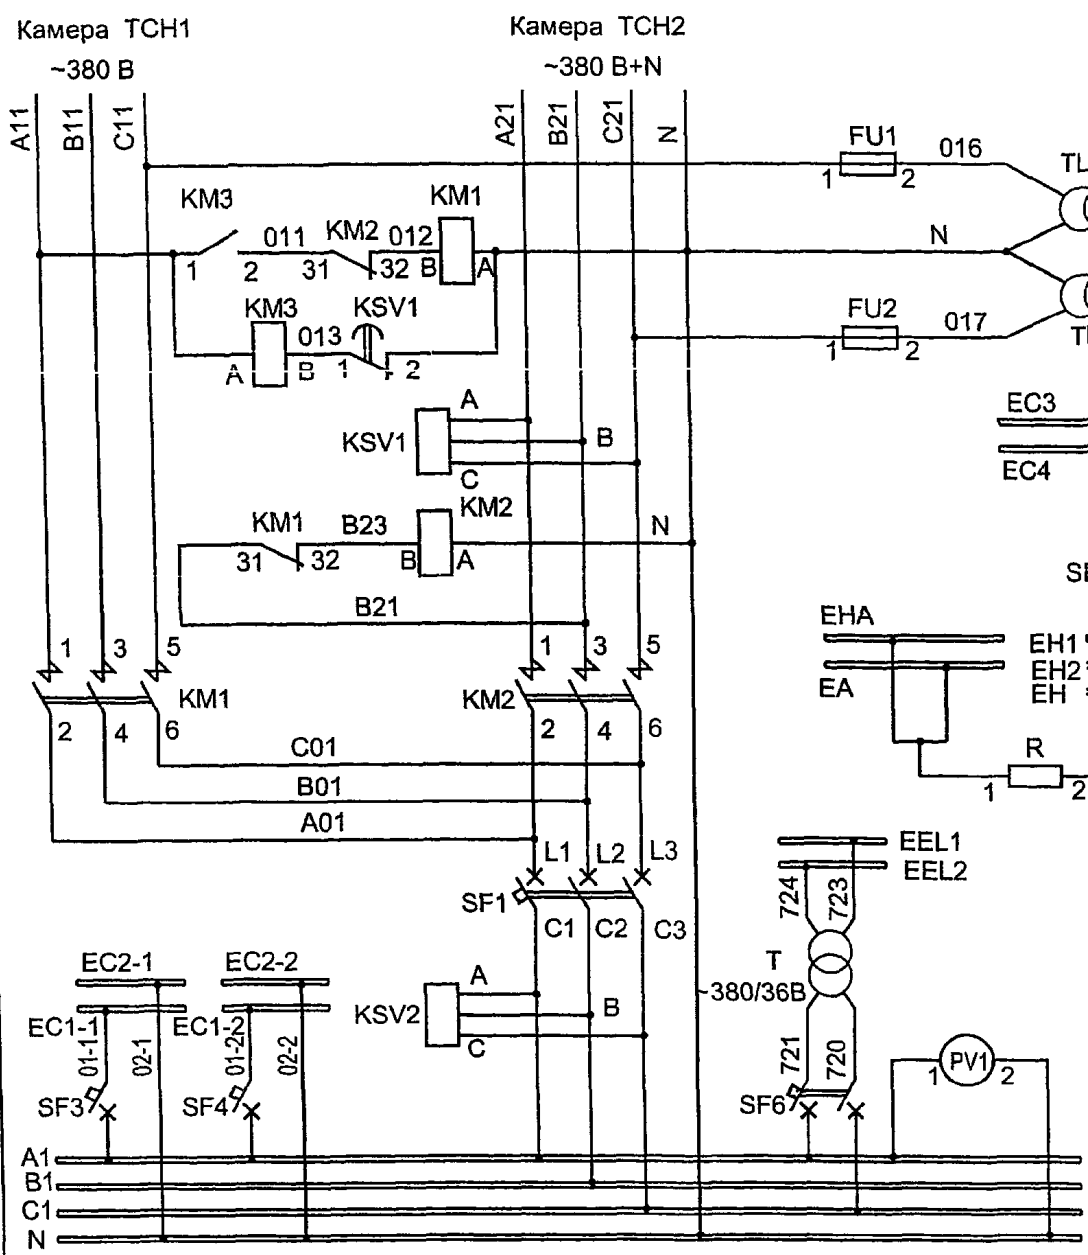 Камера ТСН1
Камера ТСН2
~380 В
~380 В+N
A11
B11
C11
A21
B21
C21
N
FU1
1
2
016
TL
KM3
1
2
011
KM2
31
32
012
KM1
B
A
N
KM3
A
B
013
KSV1
1
2
FU2
1
2
017
EC3
EC4
KSV1
A
B
C
KM1
31
32
B23
KM2
B
A
N
B21
EHA
EA
EH1
EH2
EH
1
3
5
KM1
2
4
6
1
3
5
KM2
2
4
6
C01
B01
A01
R
1
2
L1
L2
L3
SF1
C1
C2
C3
EEL1
EEL2
724
723
T
~380/36В
721
720
SF6
EC2-1
EC2-2
EC1-1
EC1-2
01-1
02-1
01-2
02-2
SF3
SF4
KSV2
A
B
C
PV1
1
2
A1
B1
C1
N